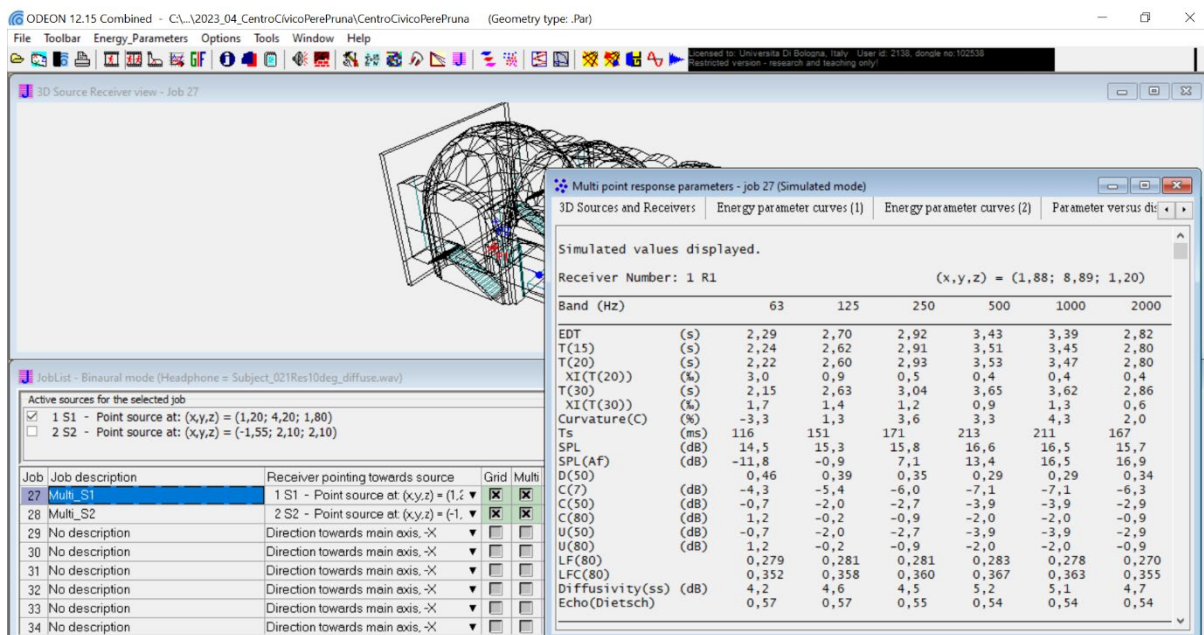 ODEON 12.15 Combined - C:\...\2023_04_CentroCívicoPerePruna\CentroCivicoPerePruna (Geometry type: .Par)
File Toolbar Energy_Parameters Options Tools Window Help
Licensed to: Universita Di Bologna, Italy User id: 2138, dongle no:102538
Restricted version - research and teaching only!
3D Source Receiver view - Job 27
Multi point response parameters - job 27 (Simulated mode)
3D Sources and Receivers Energy parameter curves (1) Energy parameter curves (2) Parameter versus dis
Simulated values displayed.
Receiver Number: 1 R1 (x,y,z) = (1,88; 8,89; 1,20)
Band (Hz) 63 125 250 500 1000 2000
EDT (s) 2,29 2,70 2,92 3,43 3,39 2,82
T(15) (s) 2,24 2,62 2,91 3,51 3,45 2,80
T(20) (s) 2,22 2,60 2,93 3,53 3,47 2,80
XI(T(20)) (‰) 3,0 0,9 0,5 0,4 0,4 0,4
T(30) (s) 2,15 2,63 3,04 3,65 3,62 2,86
XI(T(30)) (‰) 1,7 1,4 1,2 0,9 1,3 0,6
Curvature(C) (%) -3,3 1,3 3,6 3,3 4,3 2,0
Ts (ms) 116 151 171 213 211 167
SPL (dB) 14,5 15,3 15,8 16,6 16,5 15,7
SPL(Af) (dB) -11,8 -0,9 7,1 13,4 16,5 16,9
D(50) 0,46 0,39 0,35 0,29 0,29 0,34
C(7) (dB) -4,3 -5,4 -6,0 -7,1 -7,1 -6,3
C(50) (dB) -0,7 -2,0 -2,7 -3,9 -3,9 -2,9
C(80) (dB) 1,2 -0,2 -0,9 -2,0 -2,0 -0,9
U(50) (dB) -0,7 -2,0 -2,7 -3,9 -3,9 -2,9
U(80) (dB) 1,2 -0,2 -0,9 -2,0 -2,0 -0,9
LF(80) 0,279 0,281 0,281 0,283 0,278 0,270
LFC(80) 0,352 0,358 0,360 0,367 0,363 0,355
Diffusivity(ss) (dB) 4,2 4,6 4,5 5,2 5,1 4,7
Echo(Dietsch) 0,57 0,57 0,55 0,54 0,54 0,54
JobList - Binaural mode (Headphone = Subject_021Res10deg_diffuse.wav)
Active sources for the selected job
1 S1 - Point source at: (x,y,z) = (1,20; 4,20; 1,80)
2 S2 - Point source at: (x,y,z) = (-1,55; 2,10; 2,10)
Job Job description Receiver pointing towards source Grid Multi
27 Multi_S1 1 S1 - Point source at: (x,y,z) = (1,2
28 Multi_S2 2 S2 - Point source at: (x,y,z) = (-1,
29 No description Direction towards main axis, -X
30 No description Direction towards main axis, -X
31 No description Direction towards main axis, -X
32 No description Direction towards main axis, -X
33 No description Direction towards main axis, -X
34 No description Direction towards main axis, -X